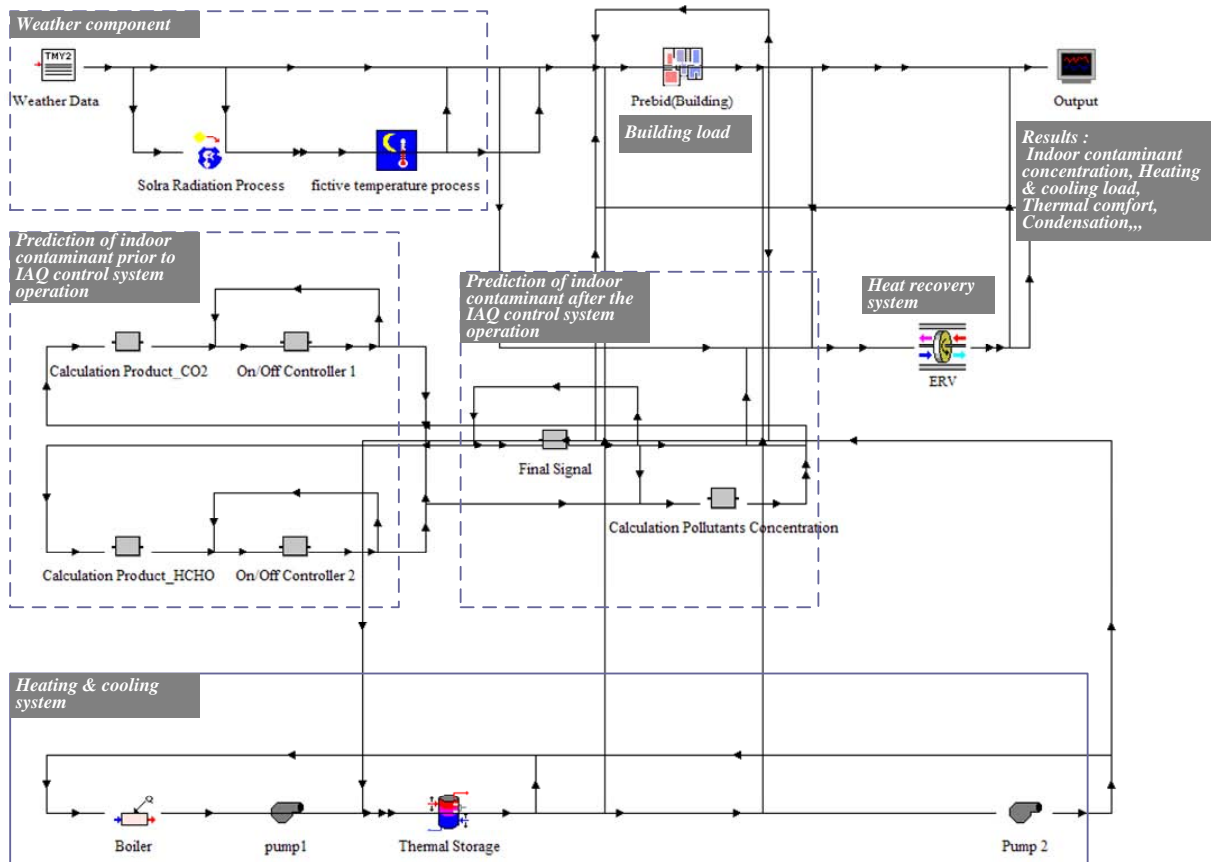 Weather component
TMY2
Weather Data
Solra Radiation Process
fictive temperature process
Prebid(Building)
Building load
Output
Results :
Indoor contaminant
concentration, Heating
& cooling load,
Thermal comfort,
Condensation,,,
Prediction of indoor
contaminant prior to
IAQ control system
operation
Calculation Product_CO2
On/Off Controller 1
Calculation Product_HCHO
On/Off Controller 2
Prediction of indoor
contaminant after the
IAQ control system
operation
Final Signal
Calculation Pollutants Concentration
Heat recovery
system
ERV
Heating & cooling
system
Boiler
pump1
Thermal Storage
Pump 2